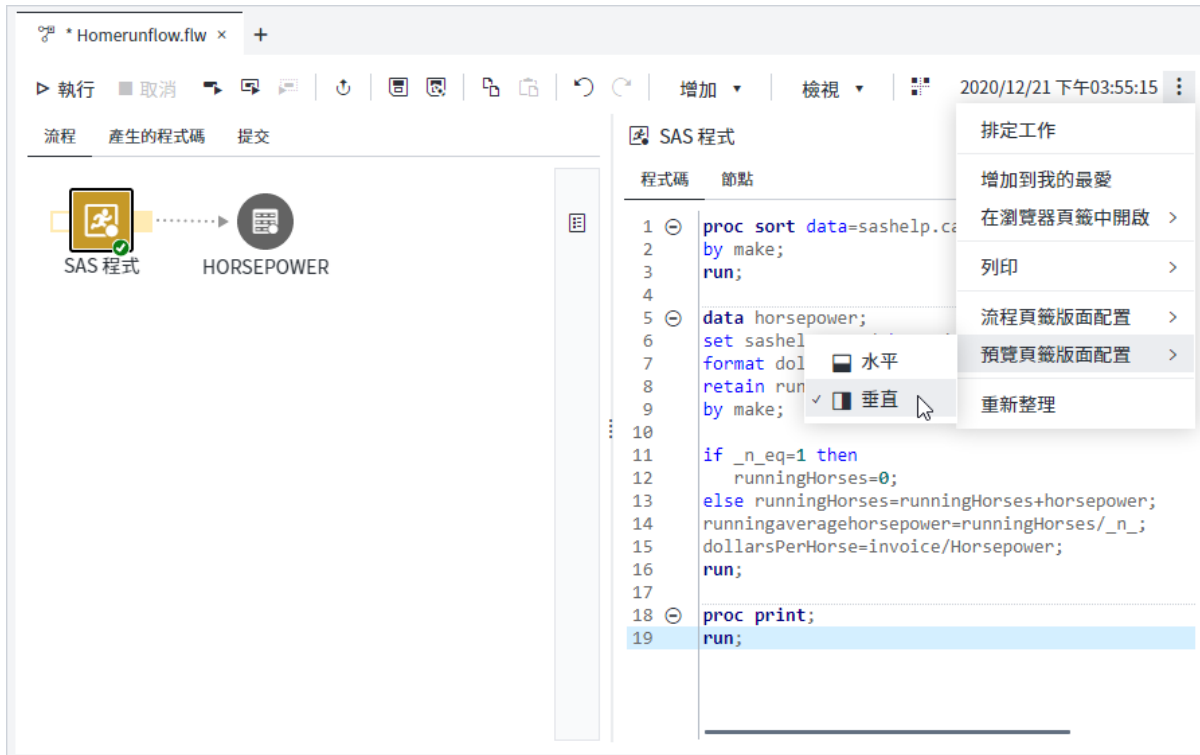 * Homerunflow.flw × +
執行 取消 增加 檢視 2020/12/21 下午03:55:15
流程 產生的程式碼 提交
SAS 程式
HORSEPOWER
SAS 程式
程式碼 節點
1 proc sort data=sashelp.ca
2 by make;
3 run;
4
5 data horsepower;
6 set sashel
7 format dol
8 retain run
9 by make;
10
11 if _n_eq=1 then
12 runningHorses=0;
13 else runningHorses=runningHorses+horsepower;
14 runningaveragehorsepower=runningHorses/_n_;
15 dollarsPerHorse=invoice/Horsepower;
16 run;
17
18 proc print;
19 run;
排定工作
增加到我的最愛
在瀏覽器頁籤中開啟
列印
流程頁籤版面配置
預覽頁籤版面配置
重新整理
水平
垂直